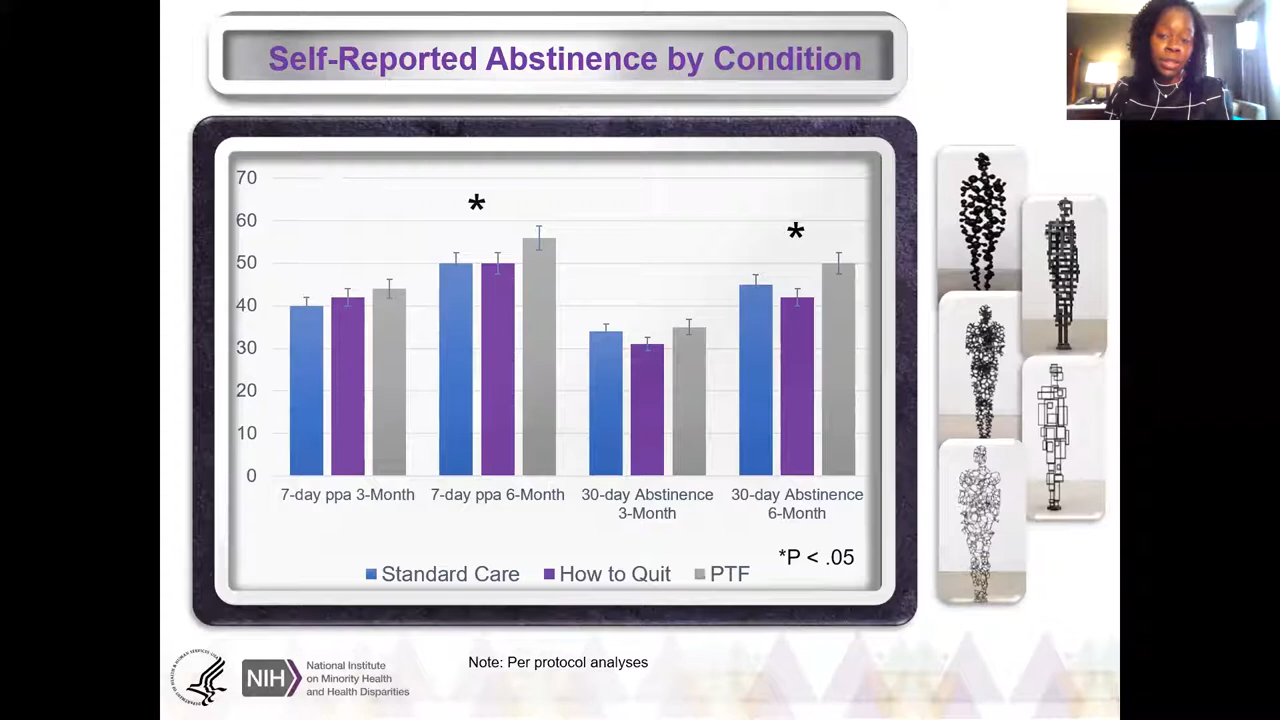 Self-Reported Abstinence by Condition
70
60
50
40
30
20
10
0
*
*
7-day ppa 3-Month
7-day ppa 6-Month
30-day Abstinence
3-Month
30-day Abstinence
6-Month
*P < .05
Standard Care How to Quit PTF
Note: Per protocol analyses
NIH
National Institute
on Minority Health
and Health Disparities